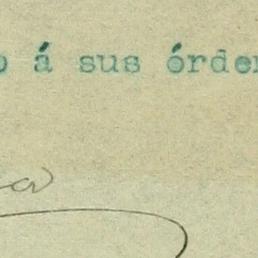 o á sus órden